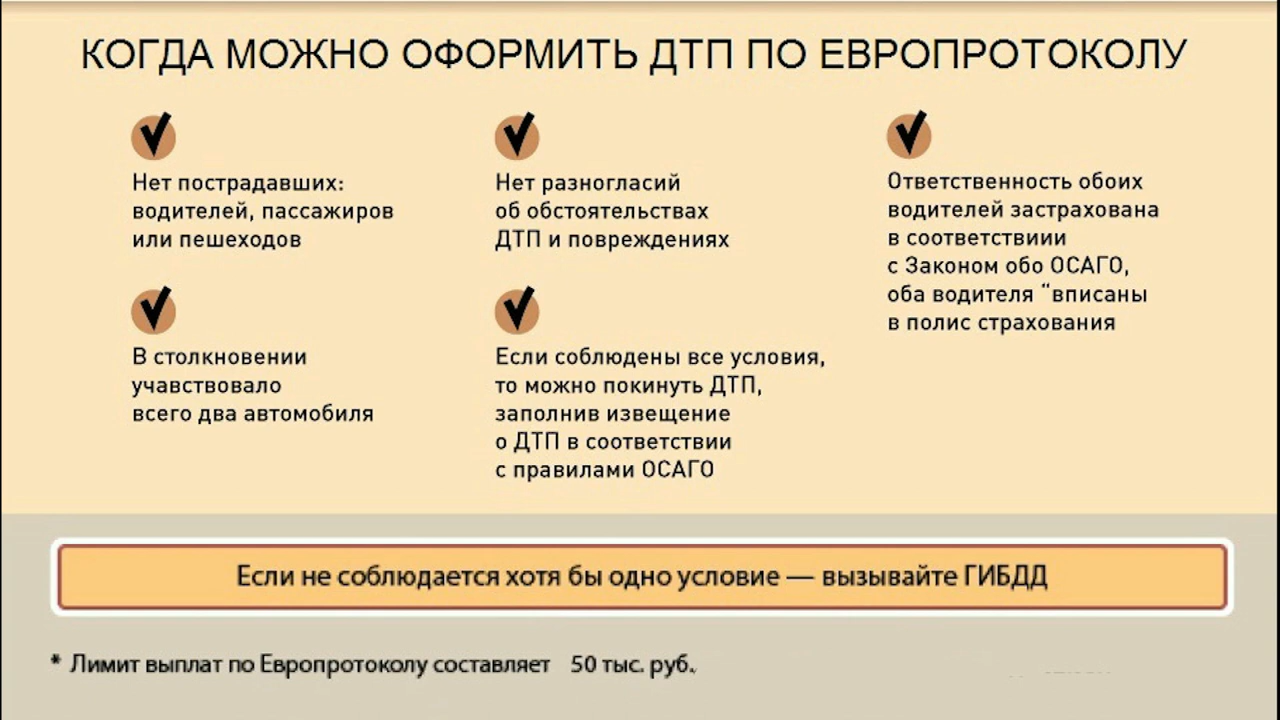 КОГДА МОЖНО ОФОРМИТЬ ДТП ПО ЕВРОПРОТОКОЛУ
Нет пострадавших:
водителей, пассажиров
или пешеходов
Нет разногласий
об обстоятельствах
ДТП и повреждениях
Ответственность обоих
водителей застрахована
в соответствиии
с Законом обо ОСАГО,
оба водителя “вписаны
в полис страхования
В столкновении
учавствовало
всего два автомобиля
Если соблюдены все условия,
то можно покинуть ДТП,
заполнив извещение
о ДТП в соответствии
с правилами ОСАГО
Если не соблюдается хотя бы одно условие — вызывайте ГИБДД
* Лимит выплат по Европротоколу составляет 50 тыс. руб.